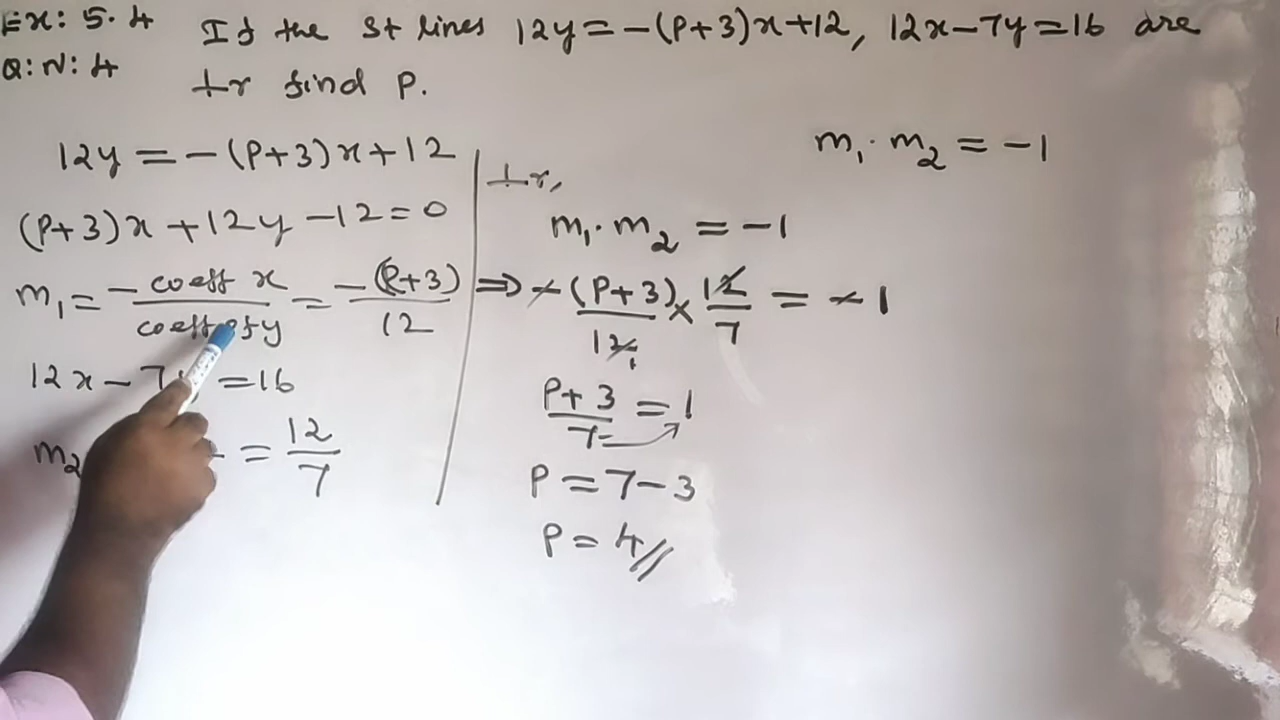 Ex: 5.4 If the st lines 12y = -(P+3)x+12, 12x-7y=16 are
Q:N:4 ⊥r find P.
12y = -(P+3)x+12
(P+3)x + 12y - 12 = 0
m₁ = - coeff x / coeff of y = -(P+3) / 12
12x - 7y = 16
m₂ = 12/7
⊥r,
m₁·m₂ = -1
⇒ -(P+3)/12 × 12/7 = -1
P+3 / 7 = 1
P = 7-3
P = 4//
m₁·m₂ = -1